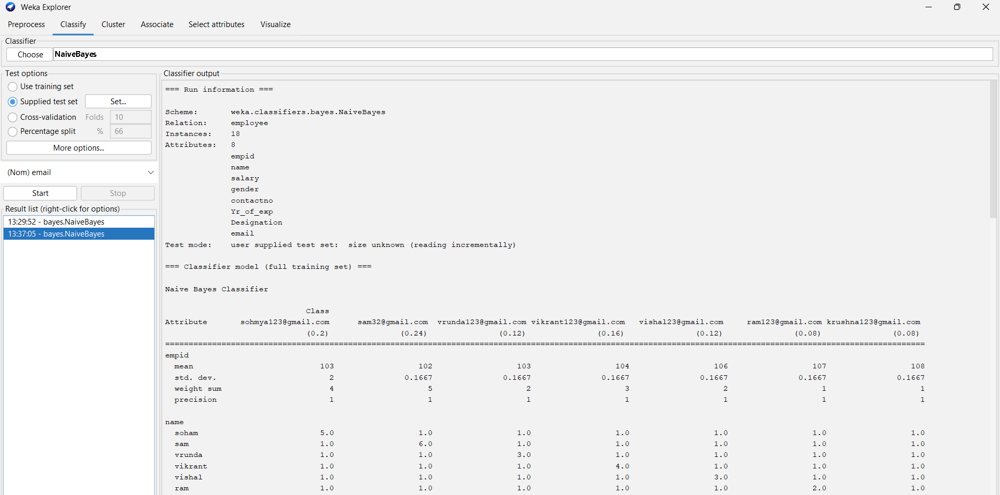 Weka Explorer
Preprocess Classify Cluster Associate Select attributes Visualize
Classifier
Choose NaiveBayes
Test options
Use training set
Supplied test set Set...
Cross-validation Folds 10
Percentage split % 66
More options...
(Nom) email
Start Stop
Result list (right-click for options)
13:29:52 - bayes.NaiveBayes
13:37:05 - bayes.NaiveBayes
Classifier output
=== Run information ===
Scheme: weka.classifiers.bayes.NaiveBayes
Relation: employee
Instances: 18
Attributes: 8
empid
name
salary
gender
contactno
Yr_of_exp
Designation
email
Test mode: user supplied test set: size unknown (reading incrementally)
=== Classifier model (full training set) ===
Naive Bayes Classifier
Class
Attribute sohmya123@gmail.com sam32@gmail.com vrunda123@gmail.com vikrant123@gmail.com vishal23@gmail.com ram123@gmail.com krushna123@gmail.com
(0.2) (0.24) (0.12) (0.16) (0.12) (0.08) (0.08)
==================================================================================================================================================================
empid
mean 103 102 103 104 106 107 108
std. dev. 2 0.1667 0.1667 0.1667 0.1667 0.1667 0.1667
weight sum 4 5 2 3 2 1 1
precision 1 1 1 1 1 1 1
name
soham 5.0 1.0 1.0 1.0 1.0 1.0 1.0
sam 1.0 6.0 1.0 1.0 1.0 1.0 1.0
vrunda 1.0 1.0 3.0 1.0 1.0 1.0 1.0
vikrant 1.0 1.0 1.0 4.0 1.0 1.0 1.0
vishal 1.0 1.0 1.0 1.0 3.0 1.0 1.0
ram 1.0 1.0 1.0 1.0 1.0 2.0 1.0